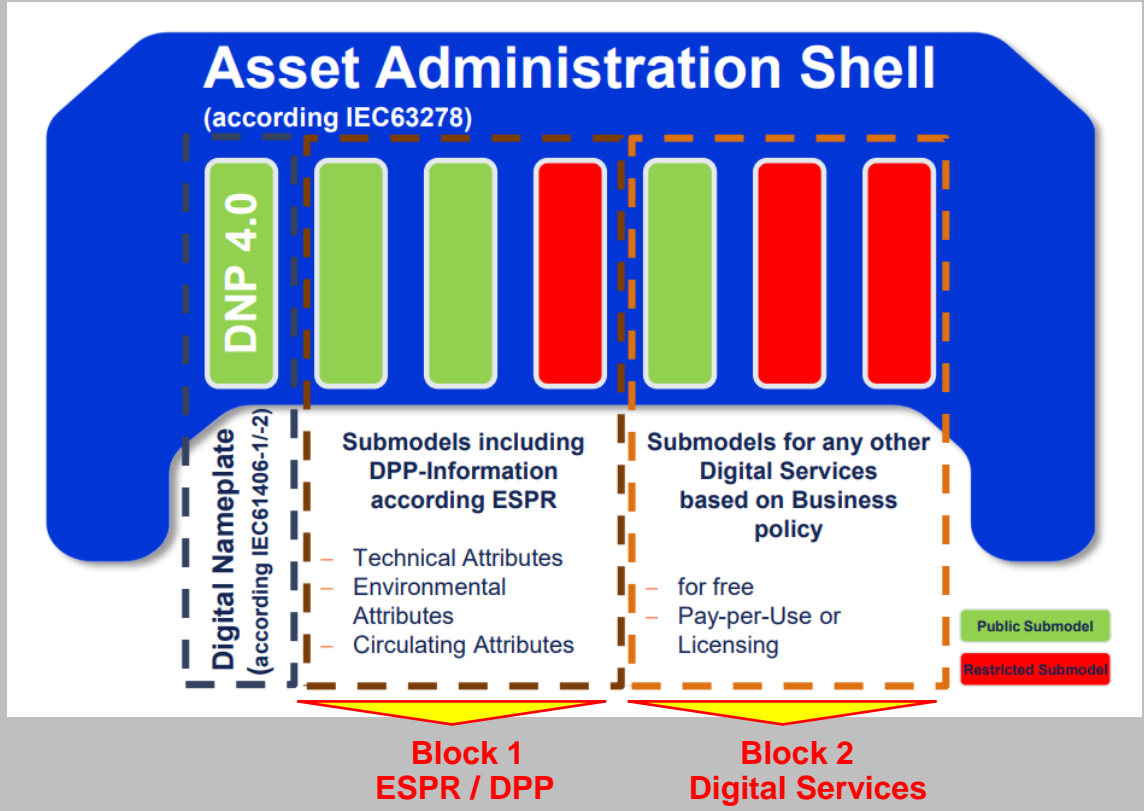 Asset Administration Shell
(according IEC63278)
DNP 4.0
Digital Nameplate
(according IEC61406-1/-2)
Submodels including
DPP-Information
according ESPR
– Technical Attributes
– Environmental
Attributes
– Circulating Attributes
Submodels for any other
Digital Services
based on Business
policy
– for free
– Pay-per-Use or
Licensing
Public Submodel
Restricted Submodel
Block 1
ESPR / DPP
Block 2
Digital Services